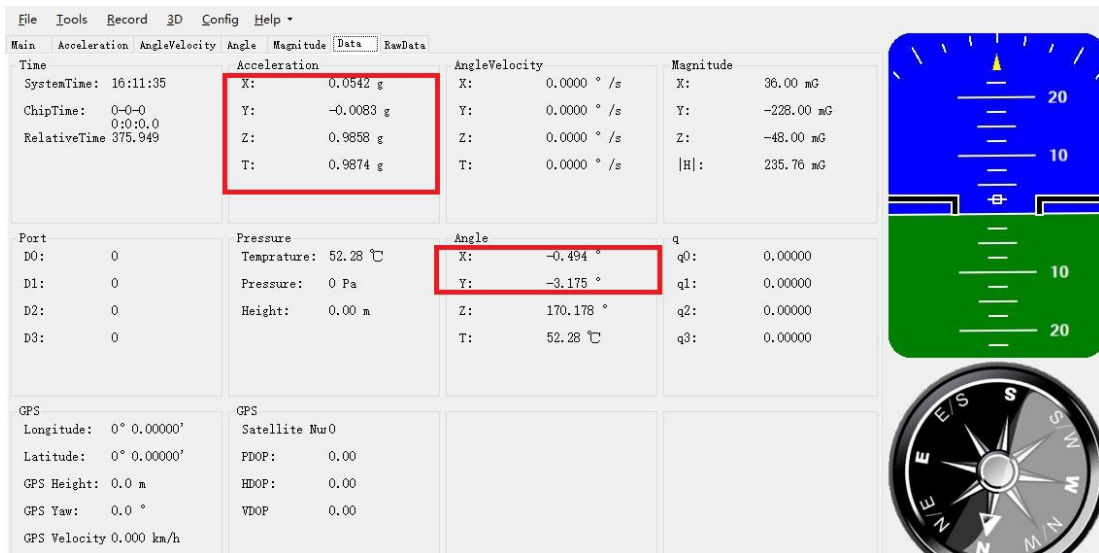 File Tools Record 3D Config Help
Main Acceleration AngleVelocity Angle Magnitude Data RawData
Time
SystemTime: 16:11:35
ChipTime: 0-0-0
0:0:0.0
RelativeTime 375.949
Acceleration
X: 0.0542 g
Y: -0.0083 g
Z: 0.9858 g
T: 0.9874 g
AngleVelocity
X: 0.0000 ° /s
Y: 0.0000 ° /s
Z: 0.0000 ° /s
T: 0.0000 ° /s
Magnitude
X: 36.00 mG
Y: -228.00 mG
Z: -48.00 mG
|H|: 235.76 mG
20
10
10
20
Port
D0: 0
D1: 0
D2: 0
D3: 0
Pressure
Temprature: 52.28 ℃
Pressure: 0 Pa
Height: 0.00 m
Angle
X: -0.494 °
Y: -3.175 °
Z: 170.178 °
T: 52.28 ℃
q
q0: 0.00000
q1: 0.00000
q2: 0.00000
q3: 0.00000
GPS
Longitude: 0° 0.00000'
Latitude: 0° 0.00000'
GPS Height: 0.0 m
GPS Yaw: 0.0 °
GPS Velocity 0.000 km/h
GPS
Satellite Nur0
PDOP: 0.00
HDOP: 0.00
VDOP 0.00
E/S
S
S/W
E
W
N/E
N
W/N